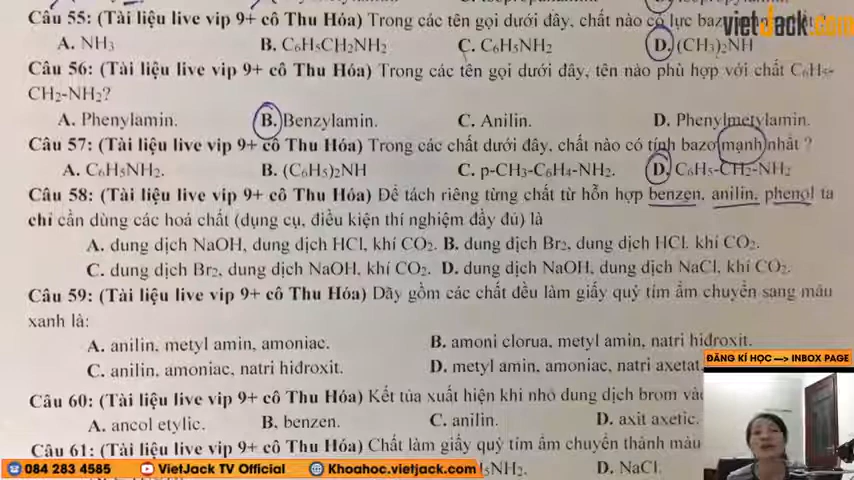 Câu 55: (Tài liệu live vip 9+ cô Thu Hóa) Trong các tên gọi dưới đây, chất nào có lực
vietJack.com
A. NH3 B. C6H5CH2NH2 C. C6H5NH2 D. (CH3)2NH
Câu 56: (Tài liệu live vip 9+ cô Thu Hóa) Trong các tên gọi dưới đây, tên nào phù hợp với chất C6H5-
CH2-NH2?
A. Phenylamin. B. Benzylamin. C. Anilin. D. Phenylmetylamin.
Câu 57: (Tài liệu live vip 9+ cô Thu Hóa) Trong các chất dưới đây, chất nào có tính bazơ mạnh nhất ?
A. C6H5NH2. B. (C6H5)2NH C. p-CH3-C6H4-NH2. D. C6H5-CH2-NH2
Câu 58: (Tài liệu live vip 9+ cô Thu Hóa) Để tách riêng từng chất từ hỗn hợp benzen, anilin, phenol ta
chỉ cần dùng các hoá chất (dụng cụ, điều kiện thí nghiệm đầy đủ) là
A. dung dịch NaOH, dung dịch HCl, khí CO2. B. dung dịch Br2, dung dịch HCl, khí CO2.
C. dung dịch Br2, dung dịch NaOH, khí CO2. D. dung dịch NaOH, dung dịch NaCl, khí CO2.
Câu 59: (Tài liệu live vip 9+ cô Thu Hóa) Dãy gồm các chất đều làm giấy quỳ tím ẩm chuyển sang màu
xanh là:
A. anilin, metyl amin, amoniac. B. amoni clorua, metyl amin, natri hiđroxit.
C. anilin, amoniac, natri hiđroxit. D. metyl amin, amoniac, natri axetat.
ĐĂNG KÍ HỌC —> INBOX PAGE
Câu 60: (Tài liệu live vip 9+ cô Thu Hóa) Kết tủa xuất hiện khi nhỏ dung dịch brom
A. ancol etylic. B. benzen. C. anilin. D. axit axetic.
Câu 61: (Tài liệu live vip 9+ cô Thu Hóa) Chất làm giấy quỳ tím ẩm chuyển thành màu
5NH2. D. NaCl.
084 283 4585 VietJack TV Official Khoahoc.vietjack.com